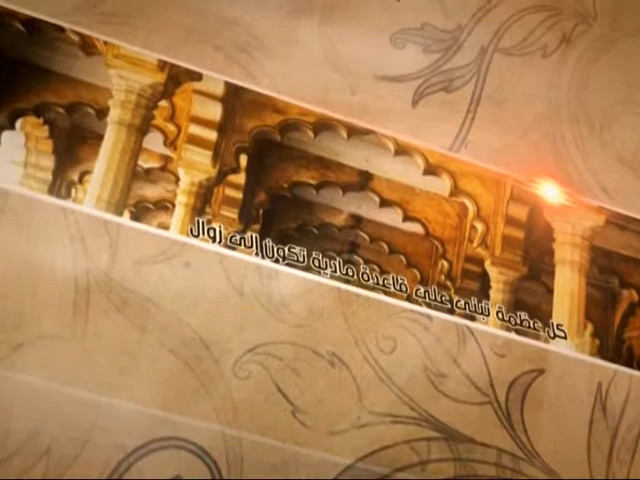 كل عظمة تبنى على قاعدة مادية تكون إلى زوال